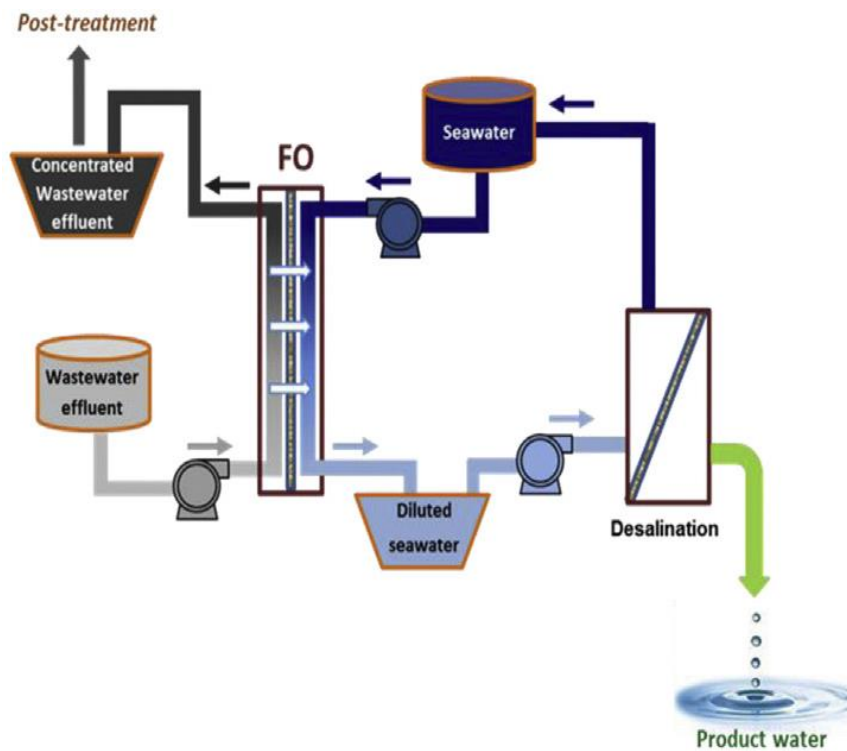 Post-treatment
Concentrated
Wastewater
effluent
FO
Seawater
Wastewater
effluent
Diluted
seawater
Desalination
Product water